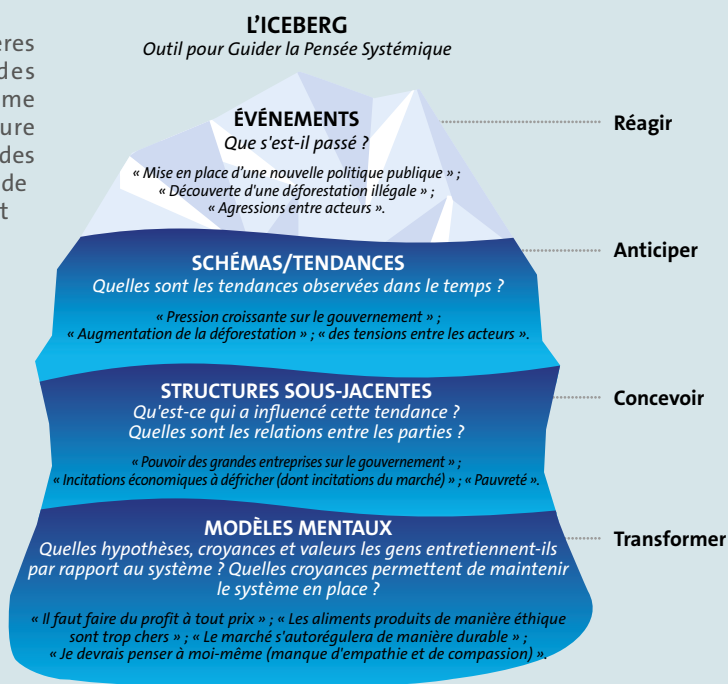 L'ICEBERG
Outil pour Guider la Pensée Systémique
des
de
ÉVÉNEMENTS
Que s'est-il passé ?
« Mise en place d'une nouvelle politique publique » ;
« Découverte d'une déforestation illégale » ;
« Agressions entre acteurs ».
Réagir
SCHÉMAS/TENDANCES
Quelles sont les tendances observées dans le temps ?
« Pression croissante sur le gouvernement » ;
« Augmentation de la déforestation » ; « des tensions entre les acteurs ».
Anticiper
STRUCTURES SOUS-JACENTES
Qu'est-ce qui a influencé cette tendance ?
Quelles sont les relations entre les parties ?
« Pouvoir des grandes entreprises sur le gouvernement » ;
« Incitations économiques à défricher (dont incitations du marché) » ; « Pauvreté ».
Concevoir
MODÈLES MENTAUX
Quelles hypothèses, croyances et valeurs les gens entretiennent-ils
par rapport au système ? Quelles croyances permettent de maintenir
le système en place ?
« Il faut faire du profit à tout prix » ; « Les aliments produits de manière éthique
sont trop chers » ; « Le marché s'autorégulera de manière durable » ;
« Je devrais penser à moi-même (manque d'empathie et de compassion) ».
Transformer